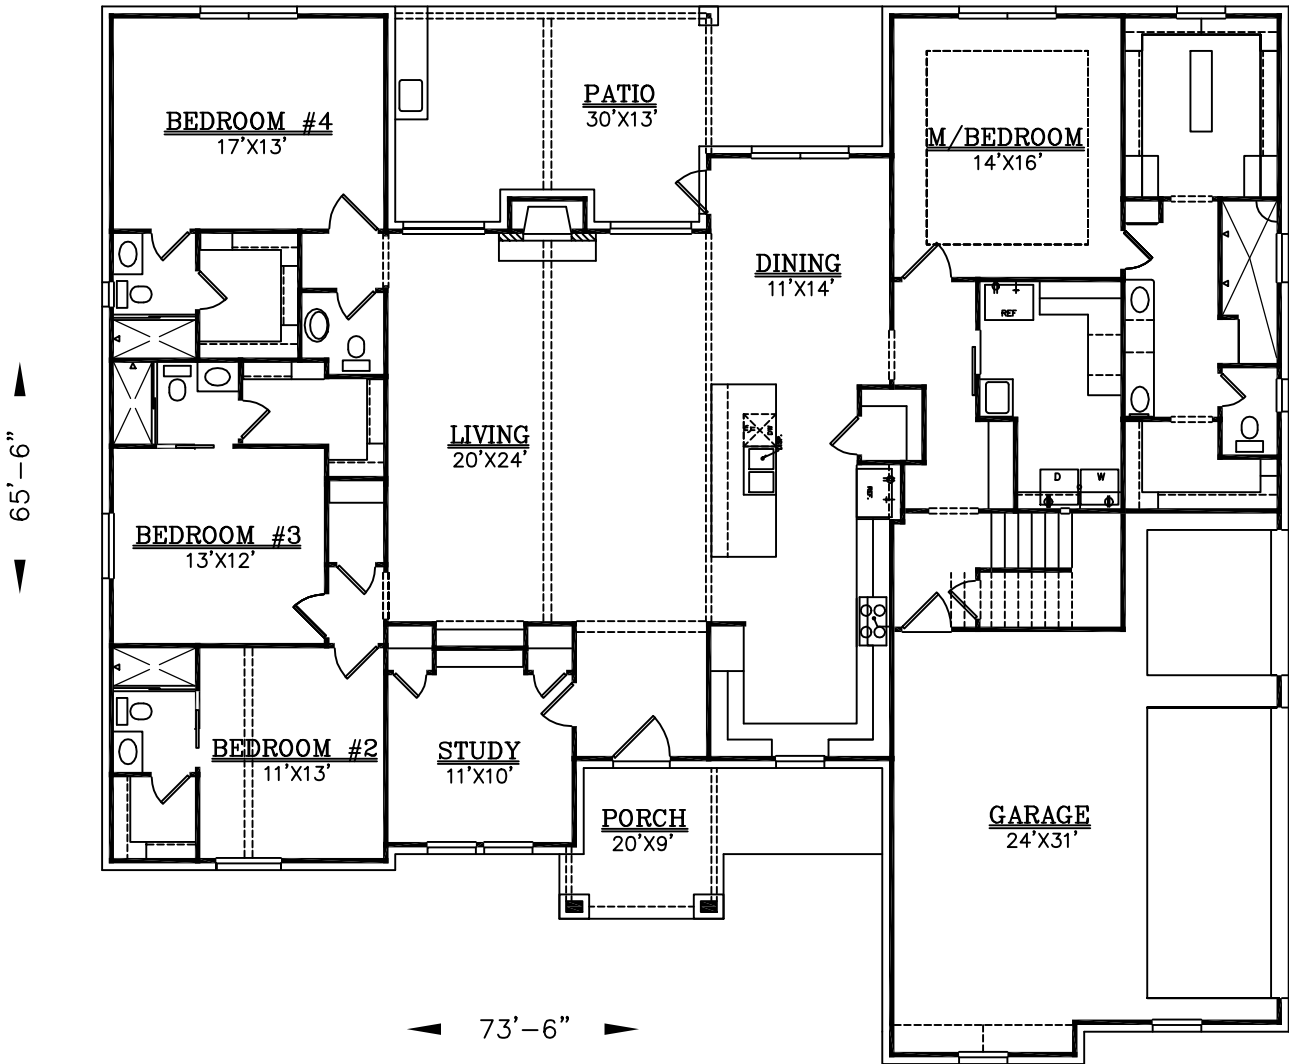 BEDROOM #4
17'X13'
PATIO
30'X13'
M/BEDROOM
14'X16'
DINING
11'X14'
REF
LIVING
20'X24'
D
W
REF.
BEDROOM #3
13'X12'
65'-6"
BEDROOM #2
11'X13'
STUDY
11'X10'
PORCH
20'X9'
GARAGE
24'X31'
73'-6"